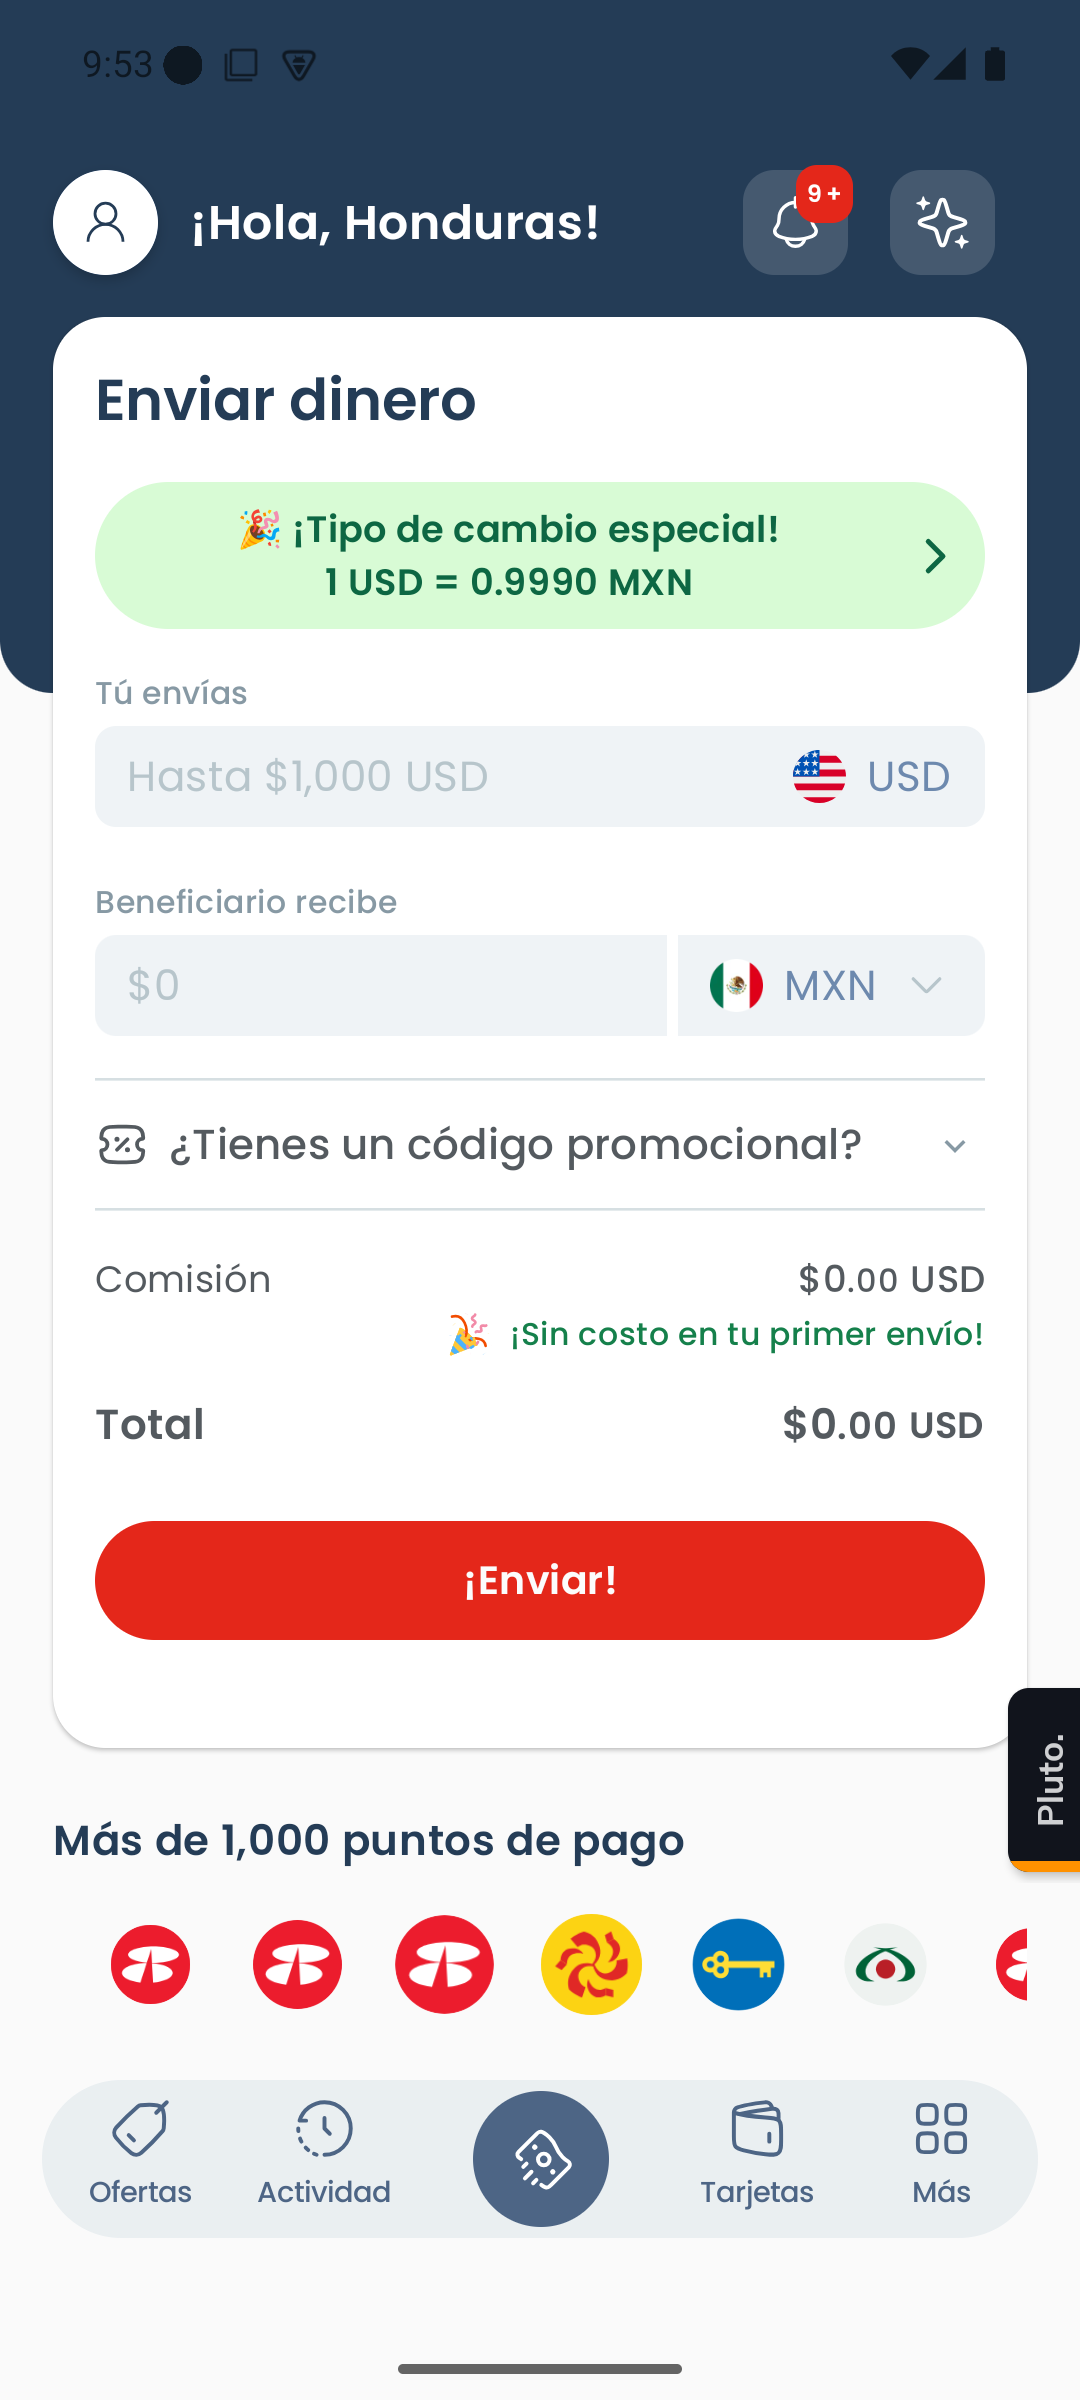 9:53
¡Hola, Honduras!
9+
Enviar dinero
🎉 ¡Tipo de cambio especial!
1 USD = 0.9990 MXN
Tú envías
Hasta $1,000 USD
USD
Beneficiario recibe
$0
MXN
¿Tienes un código promocional?
Comisión
$0.00 USD
🎉 ¡Sin costo en tu primer envío!
Total
$0.00 USD
¡Enviar!
Pluto.
Más de 1,000 puntos de pago
Ofertas
Actividad
Tarjetas
Más